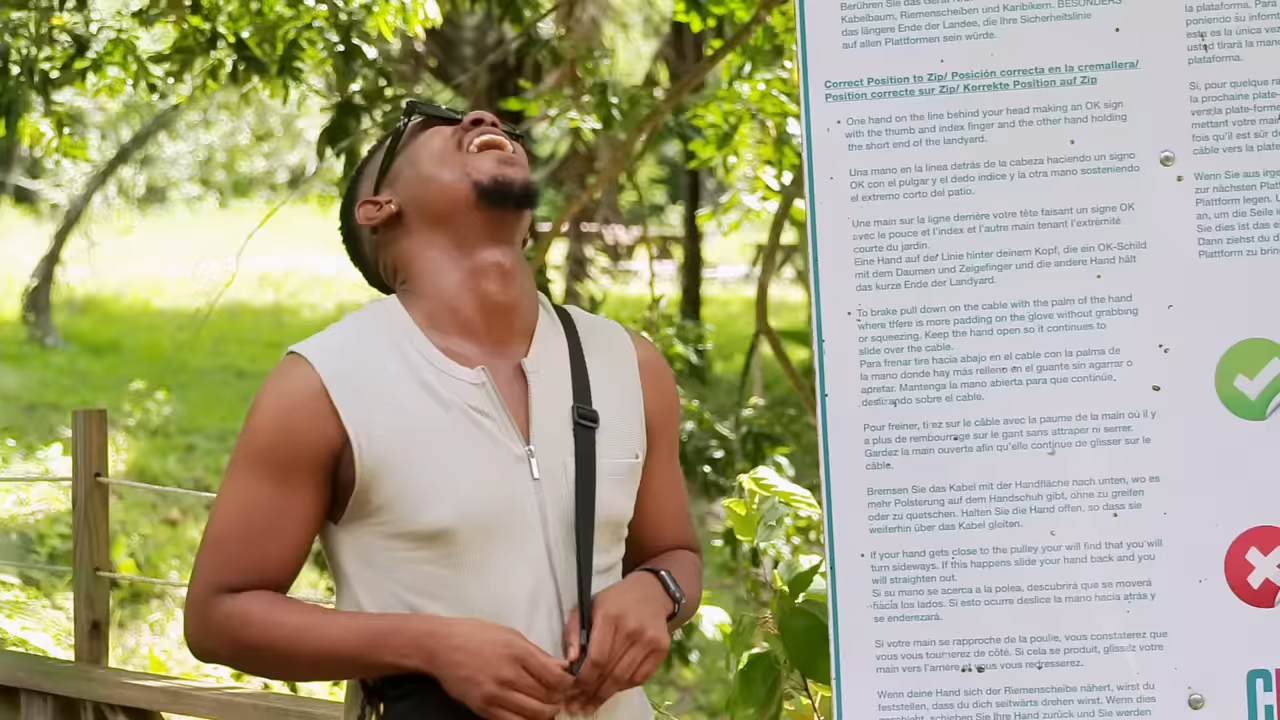 Berühren Sie das
Kabelbaum, Riemenscheiben und Karibikern. BESONDERS
das längere Ende der Landee, die Ihre Sicherheitslinie
auf allen Plattformen sein würde.
Correct Position to Zip/ Posición correcta en la cremallera/
Position correcte sur Zip/ Korrekte Position auf Zip
• One hand on the line behind your head making an OK sign
with the thumb and index finger and the other hand holding
the short end of the landyard.
Una mano en la línea detrás de la cabeza haciendo un signo
OK con el pulgar y el dedo índice y la otra mano sosteniendo
el extremo corto del patio.
Une main sur la ligne derrière votre tête faisant un signe OK
avec le pouce et l'index et l'autre main tenant l'extrémité
courte du jardin.
Eine Hand auf der Linie hinter deinem Kopf, die ein OK-Schild
mit dem Daumen und Zeigefinger und die andere Hand hält
das kurze Ende der Landyard.
• To brake pull down on the cable with the palm of the hand
where there is more padding on the glove without grabbing
or squeezing. Keep the hand open so it continues to
slide over the cable.
Para frenar tire hacia abajo en el cable con la palma de
la mano donde hay más relleno en el guante sin agarrar o
apretar. Mantenga la mano abierta para que continúe
deslizando sobre el cable.
Pour freiner, tirez sur le câble avec la paume de la main où il y
a plus de rembourrage sur le gant sans attraper ni serrer.
Gardez la main ouverte afin qu'elle continue de glisser sur le
câble.
Bremsen Sie das Kabel mit der Handfläche nach unten, wo es
mehr Polsterung auf dem Handschuh gibt, ohne zu greifen
oder zu quetschen. Halten Sie die Hand offen, so dass sie
weiterhin über das Kabel gleiten.
• If your hand gets close to the pulley your will find that you will
turn sideways. If this happens slide your hand back and you
will straighten out.
Si su mano se acerca a la polea, descubrirá que se moverá
hacia los lados. Si esto ocurre deslice la mano hacia atrás y
se enderezará.
Si votre main se rapproche de la poulie, vous constaterez que
vous vous tournerez de côté. Si cela se produit, glissez votre
main vers l'arrière et vous vous redresserez.
Wenn deine Hand sich der Riemenscheibe nähert, wirst du
feststellen, dass du dich seitwärts drehen wirst. Wenn dies
geschieht, schieben Sie Ihre Hand zurück und Sie werden
la plataforma. Para
poniendo su inform
este es la única vez
usted tirará la mano
plataforma.
Si, pour quelque ra
la prochaine plate-
vers la plate-forme
mettant votre main
fois qu'il est sûr d
câble vers la plate
Wenn Sie aus irge
zur nächsten Plat
Plattform legen.
an, um die Seile
Sie dies ist das e
Dann ziehst du d
Plattform zu brin